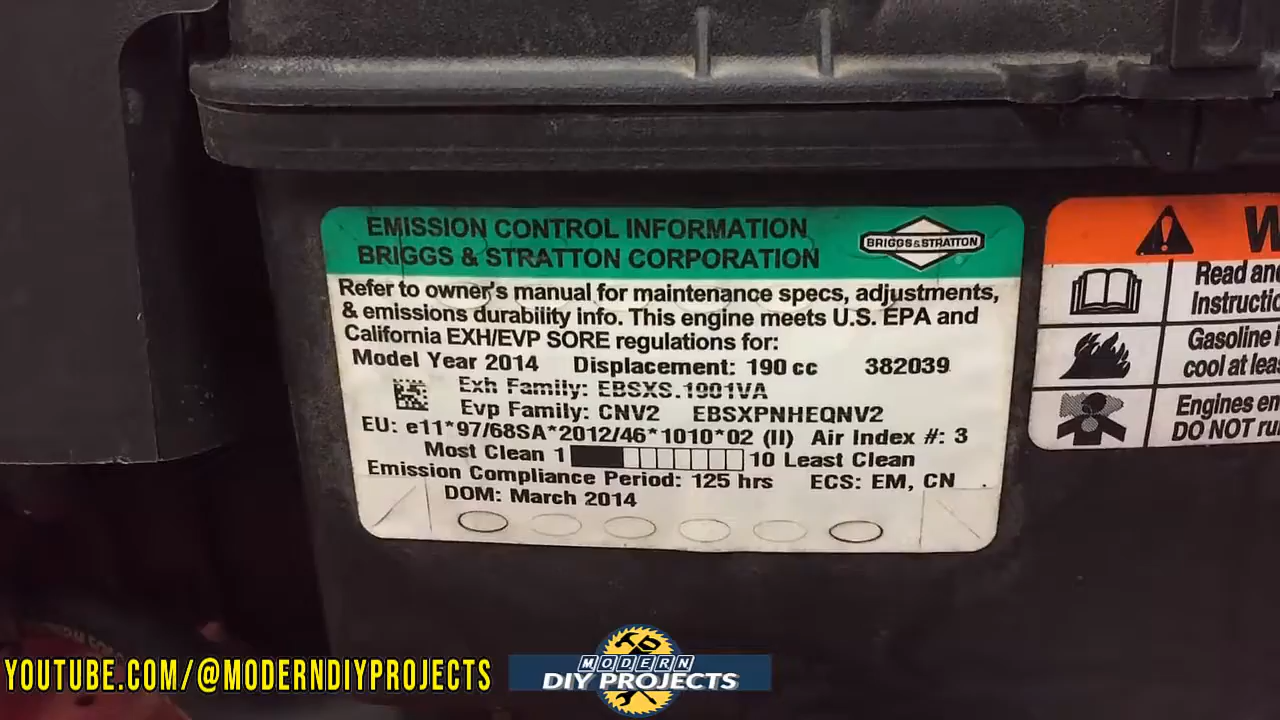 EMISSION CONTROL INFORMATION
BRIGGS & STRATTON CORPORATION
BRIGGS & STRATTON
Refer to owner's manual for maintenance specs, adjustments,
& emissions durability info. This engine meets U.S. EPA and
California EXH/EVP SORE regulations for:
Model Year 2014 Displacement: 190 cc 382039
Exh Family: EBSXS.1901VA
Evp Family: CNV2 EBSXPNHEQNV2
EU: e11*97/68SA*2012/46*1010*02 (II) Air Index #: 3
Most Clean 1 10 Least Clean
Emission Compliance Period: 125 hrs ECS: EM, CN
DOM: March 2014
W
Read and
Gasoline
cool at
Engines
DO NOT
YOUTUBE.COM/@MODERNDIYPROJECTS
MODERN
DIY PROJECTS